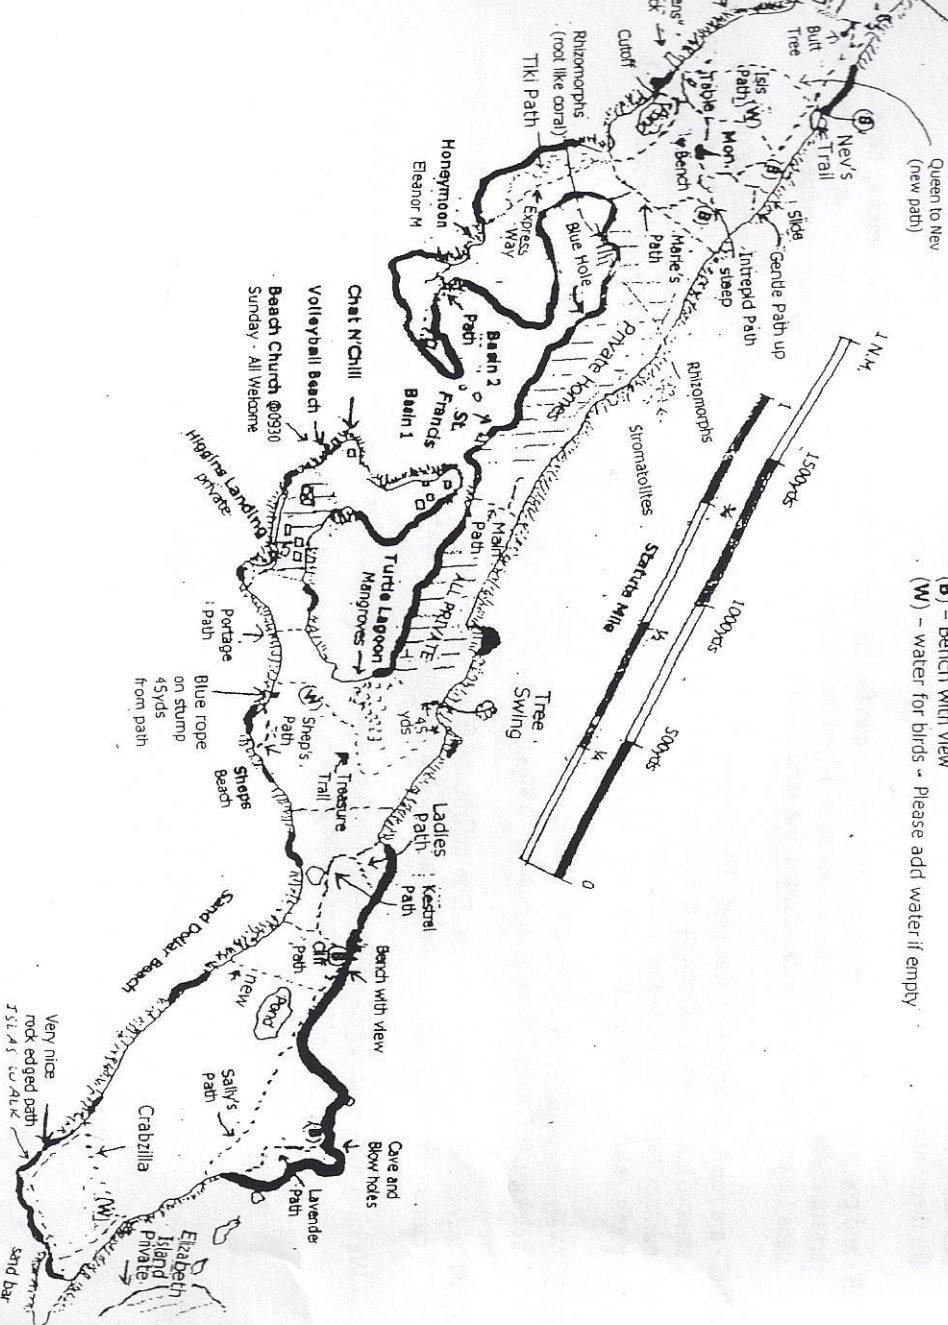 Queen to Nev
(new path)
(B) – Bench with view
(W) – water for birds - Please add water if empty
Butt
Tree
(B)
Nev's
Trail
Cutoff
Isis
Path
(W)
Table
Mon.
Pond
Bench
(B)
Slide
Gentle Path up
(B)
steep
Intrepid Path
Marie's
Path
Rhizomorphs
(root like coral)
Tiki Path
Express
Way
Blue Hole
Honeymoon
Eleanor M
Path
Private Homes
Rhizomorphs
Stromatolites
1 N.M.
1500yds
1000yds
500yds
0
1
¾
½
¼
Statute Mile
Basin 2
St.
Francis
Basin 1
Chat N'Chill
Volleyball Beach
Beach Church @0930
Sunday - All Welcome
Higgins Landing
private
Main
Path
ALL PRIVATE
Turtle Lagoon
Mangroves
Tree
Swing
45
yds
Portage
Path
(W)
Shep's
Path
Blue rope
on stump
45yds
from path
Sheps
Beach
Treasure
Trail
Ladies
Path
Kestrel
Path
Bench with view
(B)
Cliff
Path
new
Pond
Sand Dollar Beach
Sally's
Path
Cave and
Blow holes
(B)
Lavender
Path
Very nice
rock edged path
ISLAS WALK
Crabzilla
(W)
Elizabeth
Island
Private
sand bar